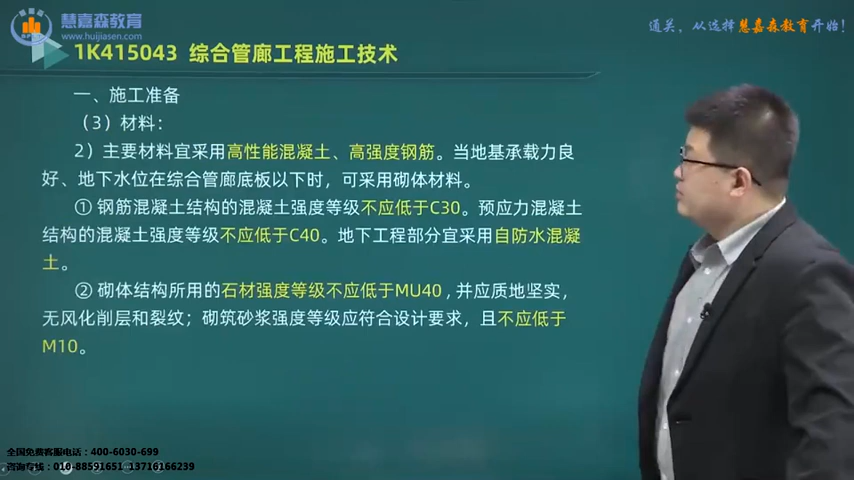 慧嘉森教育
www.huijiasen.com
通关，从选择慧嘉森教育开始！
1K415043 综合管廊工程施工技术
一、施工准备
（3）材料：
2）主要材料宜采用高性能混凝土、高强度钢筋。当地基承载力良
好、地下水位在综合管廊底板以下时，可采用砌体材料。
① 钢筋混凝土结构的混凝土强度等级不应低于C30。预应力混凝土
结构的混凝土强度等级不应低于C40。地下工程部分宜采用自防水混凝
土。
② 砌体结构所用的石材强度等级不应低于MU40，并应质地坚实，
无风化削层和裂纹；砌筑砂浆强度等级应符合设计要求，且不应低于
M10。
全国免费客服电话：400-6030-699
咨询专线：010-88591651 13716166239